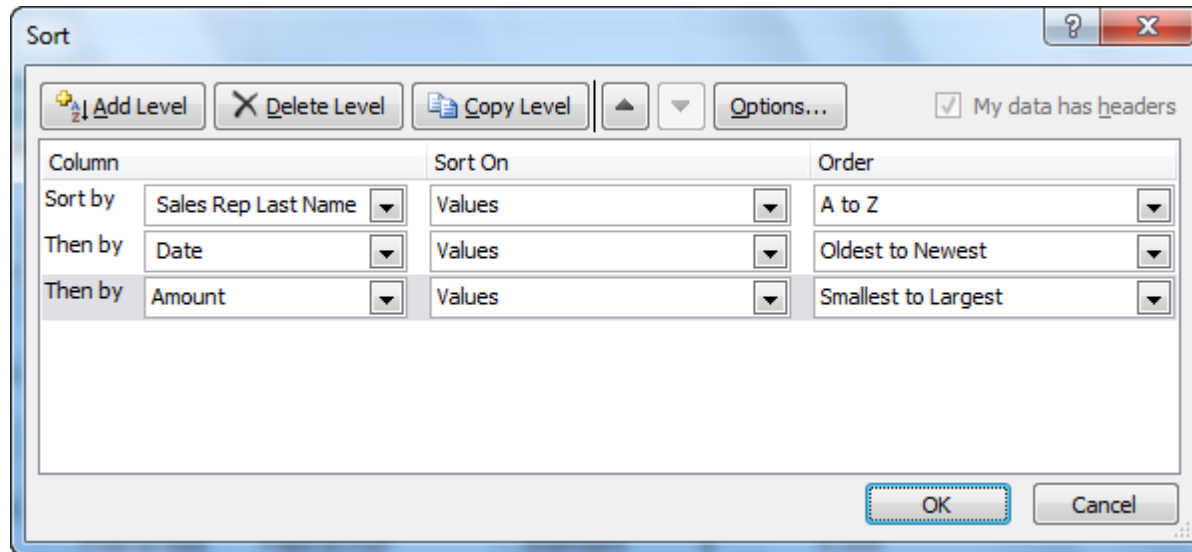 Sort
Add Level Delete Level Copy Level Options... My data has headers
Column Sort On Order
Sort by Sales Rep Last Name Values A to Z
Then by Date Values Oldest to Newest
Then by Amount Values Smallest to Largest
OK Cancel